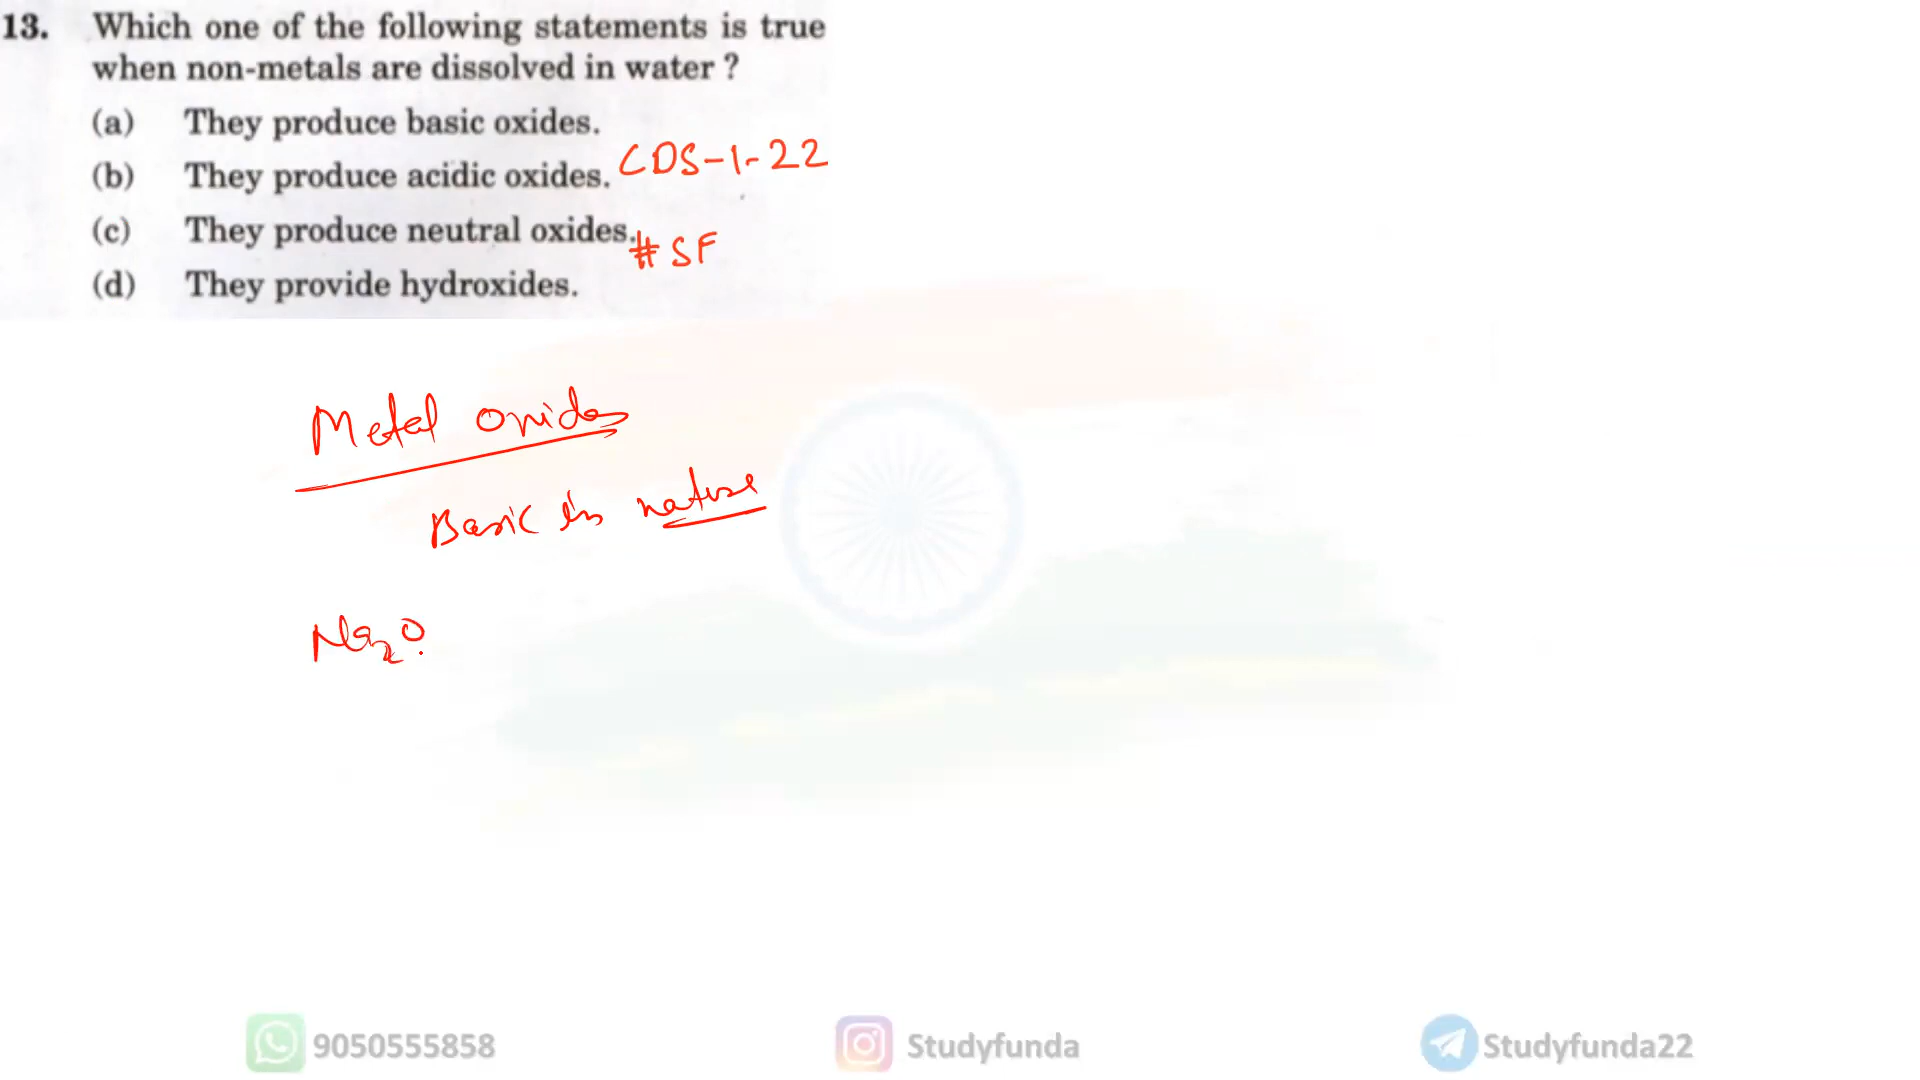 13. Which one of the following statements is true
when non-metals are dissolved in water ?
(a) They produce basic oxides.
(b) They produce acidic oxides.
CDS-1-22
(c) They produce neutral oxides.
#SF
(d) They provide hydroxides.
Metal oxides
Basic in nature
Na₂O
9050555858
Studyfunda
Studyfunda22